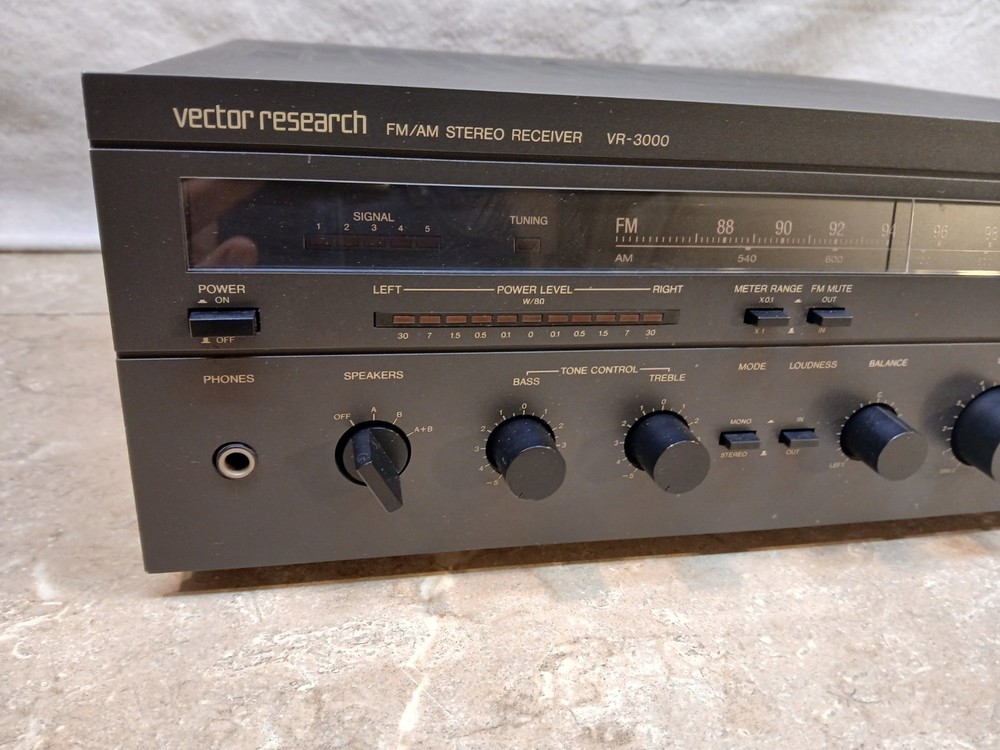 vector research FM/AM STEREO RECEIVER VR-3000
SIGNAL
1 2 3 4 5
TUNING
FM 88 90 92 94 96 98
AM 540 600
POWER
ON
OFF
LEFT POWER LEVEL RIGHT
W/8Ω
30 7 1.5 0.5 0.1 0 0.1 0.5 1.5 7 30
METER RANGE
X0.1
X1
FM MUTE
OUT
IN
PHONES
SPEAKERS
OFF A B A+B
TONE CONTROL
BASS
TREBLE
MODE
MONO
STEREO
LOUDNESS
IN
OUT
BALANCE
LEFT